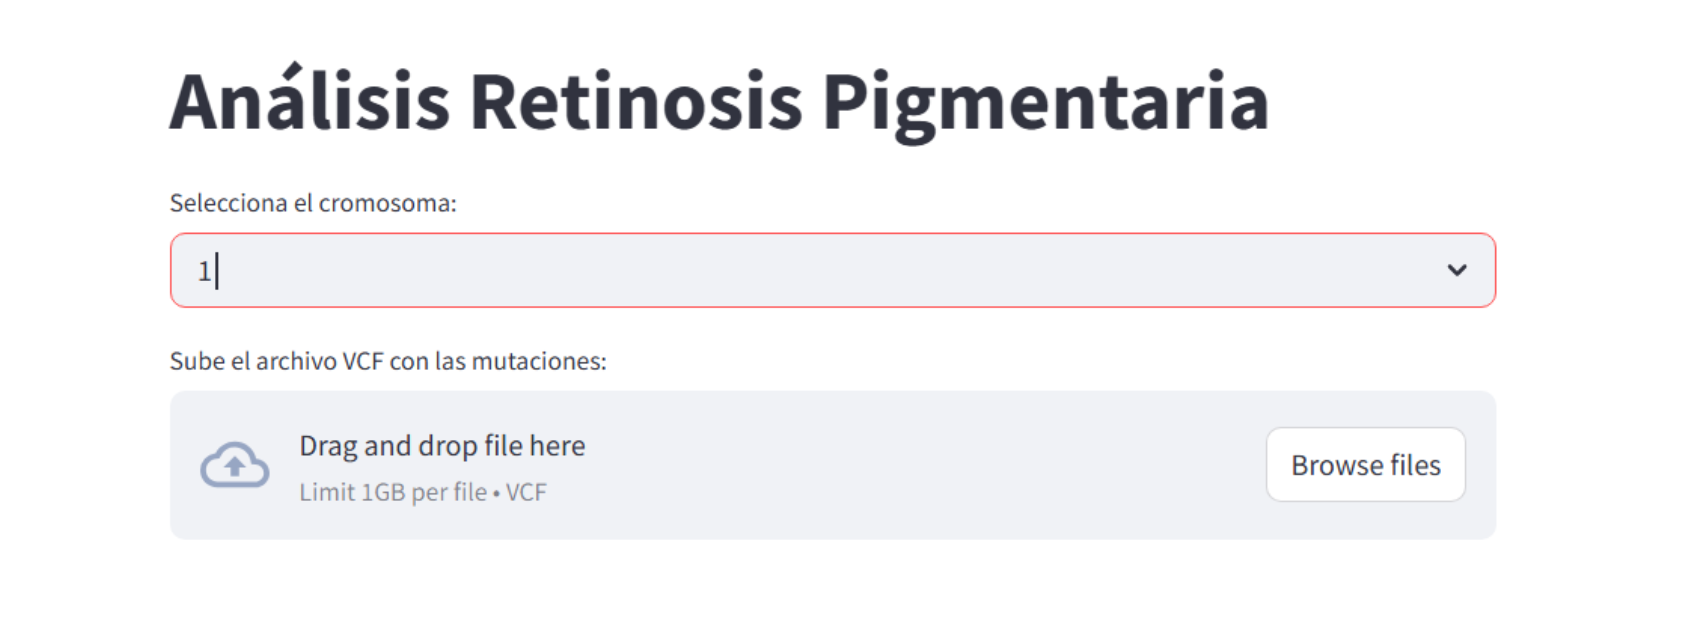 Análisis Retinosis Pigmentaria
Selecciona el cromosoma:
1
Sube el archivo VCF con las mutaciones:
Drag and drop file here
Limit 1GB per file • VCF
Browse files